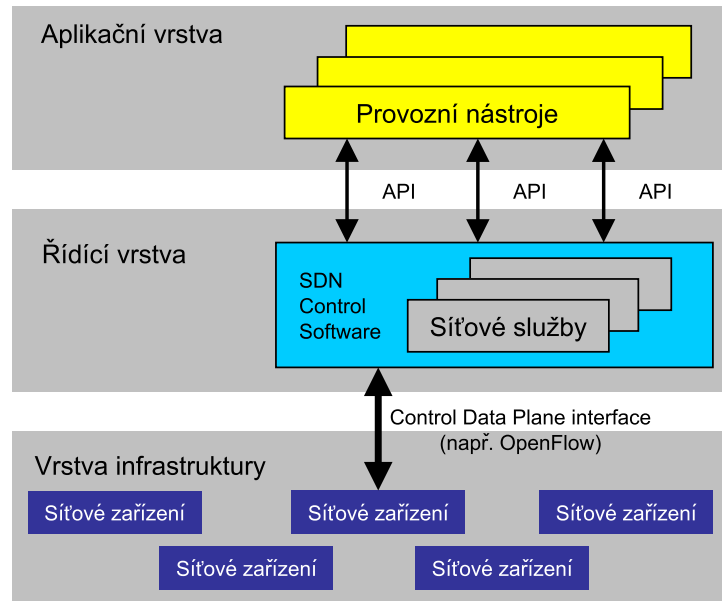 Aplikační vrstva
Provozní nástroje
API
API
API
Řídící vrstva
SDN
Control
Software
Síťové služby
Control Data Plane interface
(např. OpenFlow)
Vrstva infrastruktury
Síťové zařízení
Síťové zařízení
Síťové zařízení
Síťové zařízení
Síťové zařízení